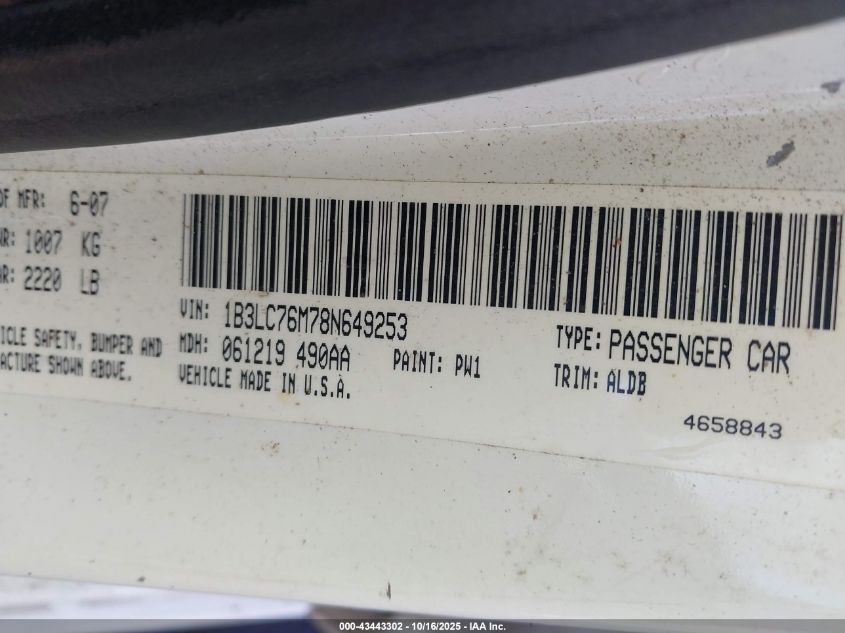 OF MFR: 6-07
WR: 1007 KG
WR: 2220 LB
VIN: 1B3LC76M78N649253
MDH: 061219 490AA PAINT: PW1
VEHICLE MADE IN U.S.A.
TYPE: PASSENGER CAR
TRIM: ALDB
4658843
ICLE SAFETY, BUMPER AND
ACTURE SHOWN ABOVE.
000-43443302 - 10/16/2025 - IAA Inc.